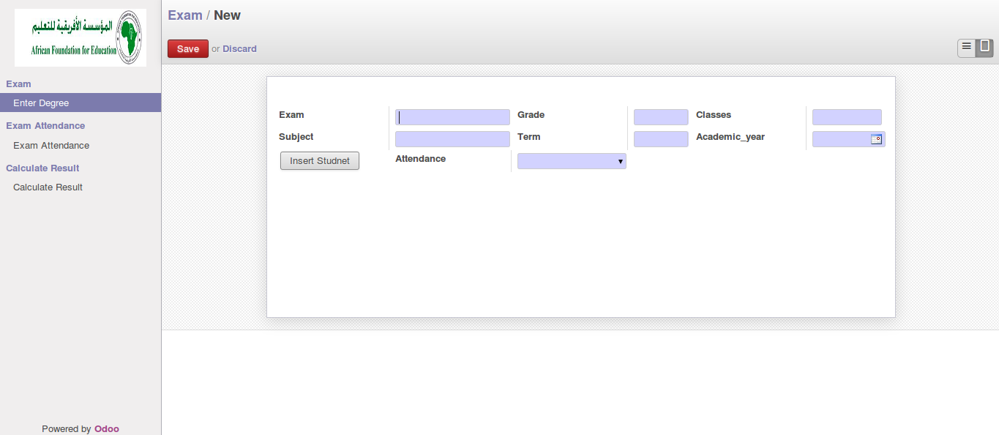 المؤسسة الأفريقية للتعليم
African Foundation for Education
Exam
Enter Degree
Exam Attendance
Exam Attendance
Calculate Result
Calculate Result
Powered by Odoo
Exam / New
Save or Discard
Exam Grade Classes
Subject Term Academic_year
Insert Studnet Attendance